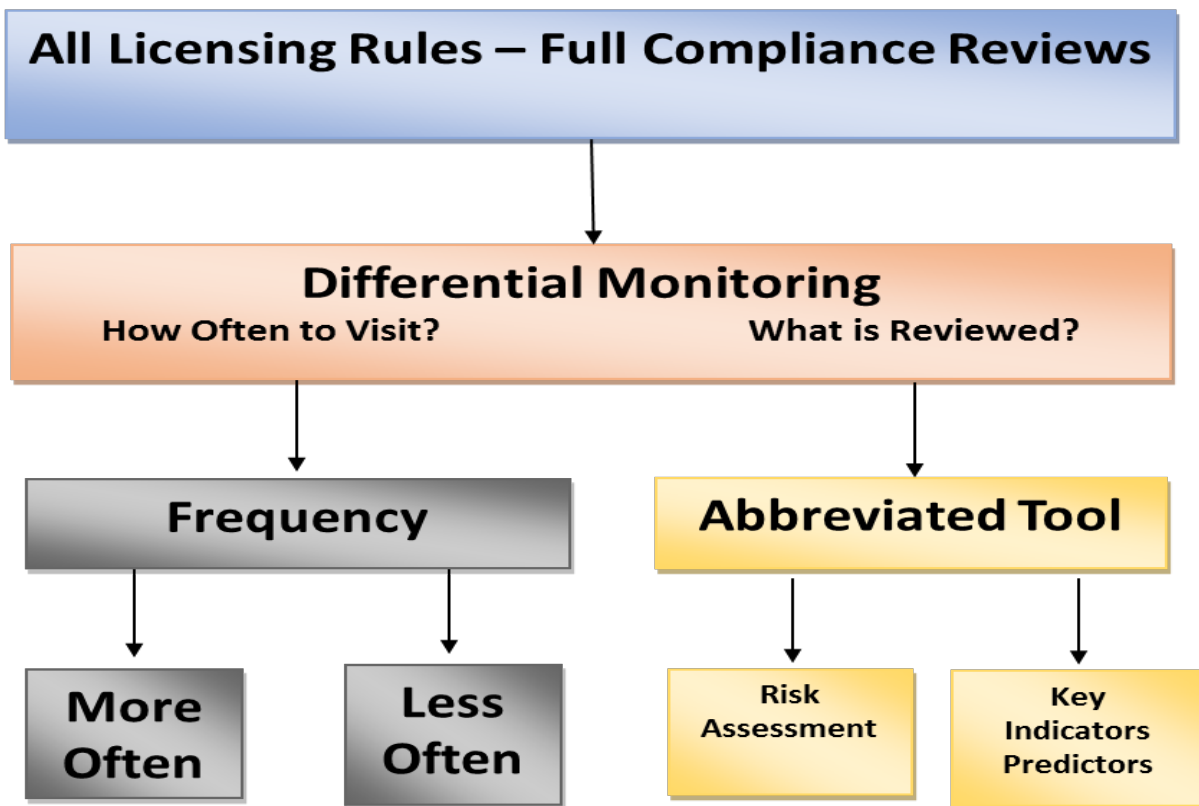 All Licensing Rules – Full Compliance Reviews
Differential Monitoring
How Often to Visit?
What is Reviewed?
Frequency
Abbreviated Tool
More
Often
Less
Often
Risk
Assessment
Key
Indicators
Predictors